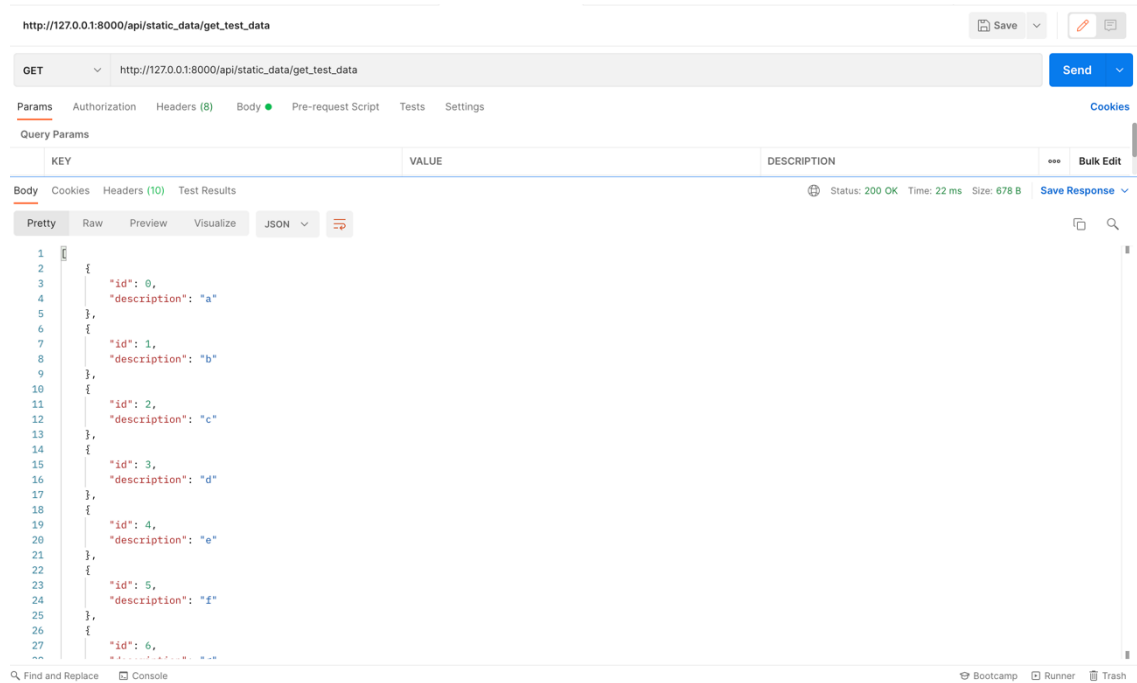 http://127.0.0.1:8000/api/static_data/get_test_data Save
GET http://127.0.0.1:8000/api/static_data/get_test_data Send
Params Authorization Headers (8) Body Pre-request Script Tests Settings Cookies
Query Params
KEY VALUE DESCRIPTION ooo Bulk Edit
Body Cookies Headers (10) Test Results Status: 200 OK Time: 22 ms Size: 678 B Save Response
Pretty Raw Preview Visualize JSON
1 [
2 {
3 "id": 0,
4 "description": "a"
5 },
6 {
7 "id": 1,
8 "description": "b"
9 },
10 {
11 "id": 2,
12 "description": "c"
13 },
14 {
15 "id": 3,
16 "description": "d"
17 },
18 {
19 "id": 4,
20 "description": "e"
21 },
22 {
23 "id": 5,
24 "description": "f"
25 },
26 {
27 "id": 6,
Find and Replace Console Bootcamp Runner Trash